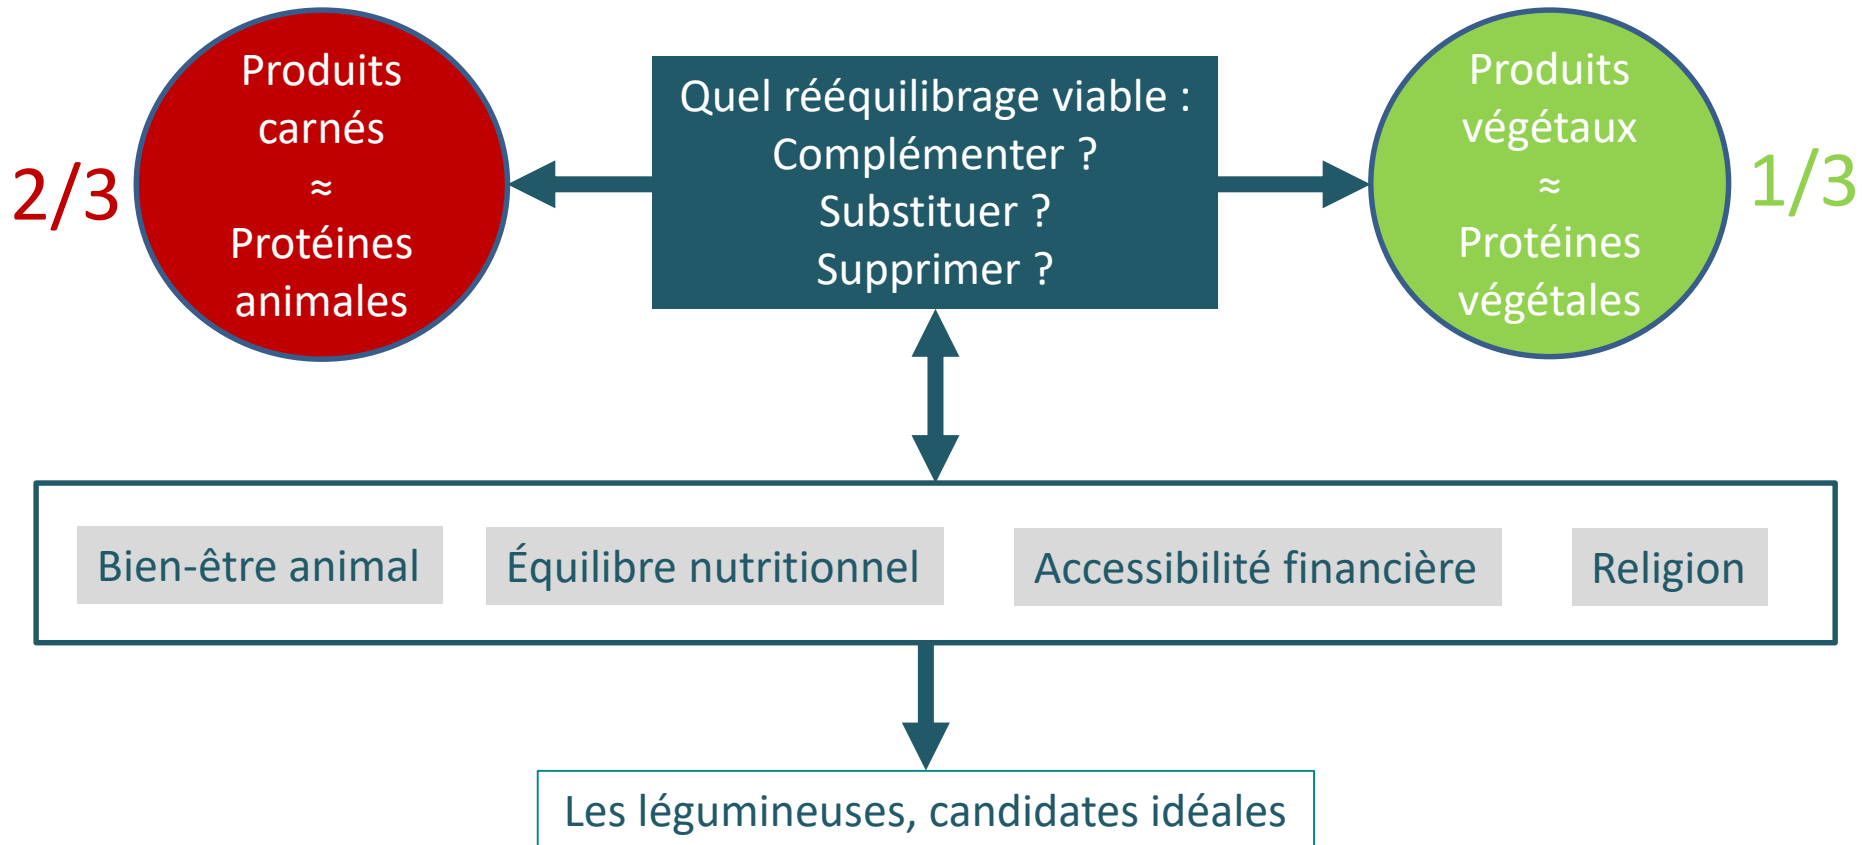 2/3
Produits
carnés
≈
Protéines
animales
Quel rééquilibrage viable :
Complémenter ?
Substituer ?
Supprimer ?
Produits
végétaux
≈
Protéines
végétales
1/3
Bien-être animal
Équilibre nutritionnel
Accessibilité financière
Religion
Les légumineuses, candidates idéales